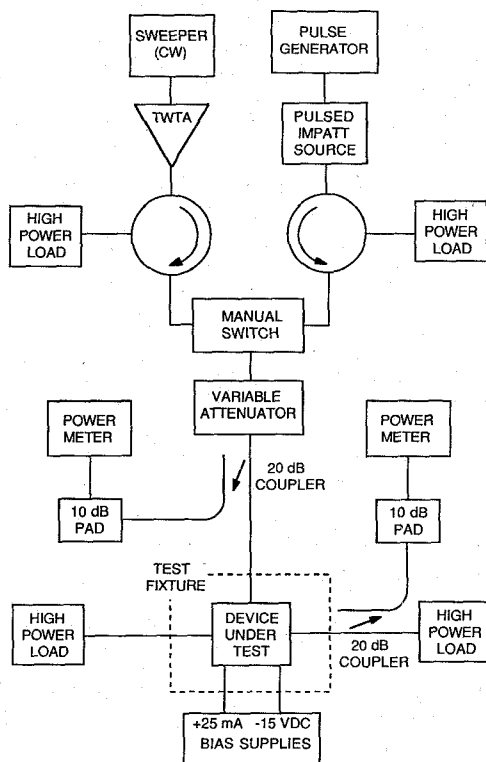 SWEEPER
(CW)
PULSE
GENERATOR
TWTA
PULSED
IMPATT
SOURCE
HIGH
POWER
LOAD
HIGH
POWER
LOAD
MANUAL
SWITCH
VARIABLE
ATTENUATOR
POWER
METER
POWER
METER
20 dB
COUPLER
10 dB
PAD
10 dB
PAD
TEST
FIXTURE
HIGH
POWER
LOAD
DEVICE
UNDER
TEST
20 dB
COUPLER
HIGH
POWER
LOAD
+25 mA -15 VDC
BIAS SUPPLIES